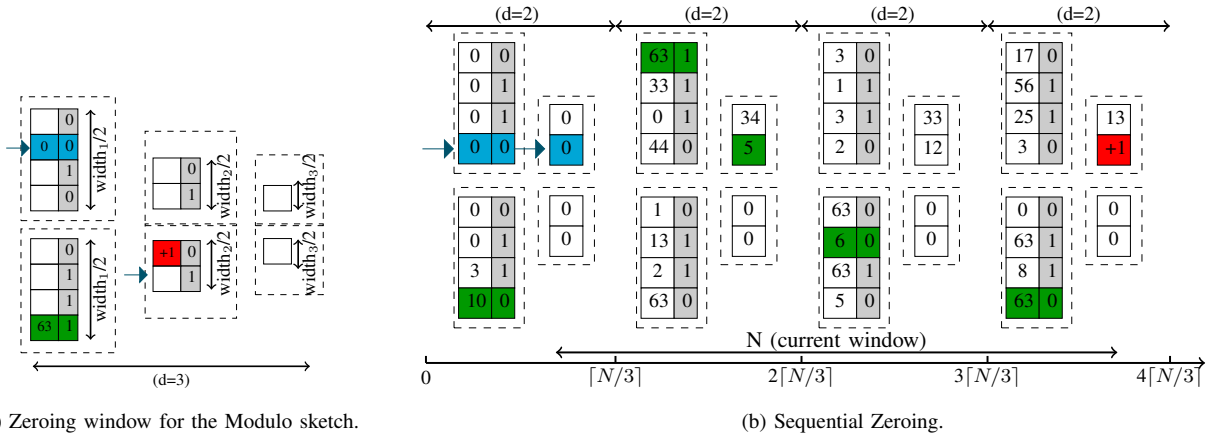 (d=2) (d=2) (d=2) (d=2)
0 0 63 1 3 0 17 0
0 1 33 1 1 1 56 1
0 1 0 1 3 1 25 1
0 0 44 0 2 0 3 0
0 34 33 13
0 5 12 +1
1 0 0 0 63 0 0 0
0 1 13 1 6 0 63 1
3 1 2 1 63 1 8 1
10 0 63 0 5 0 63 0
0 0 0 0
0 0 0 0
N (current window)
0 ⌈N/3⌉ 2⌈N/3⌉ 3⌈N/3⌉ 4⌈N/3⌉
0
0 0
1
0
width₁/2
0
1
width₂/2
width₃/2
0
1
1
63 1
width₁/2
+1 0
1
width₂/2
width₃/2
(d=3)
) Zeroing window for the Modulo sketch.
(b) Sequential Zeroing.